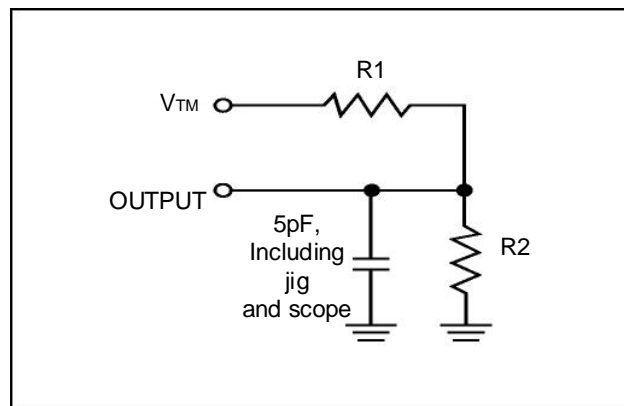 R1
VTM
OUTPUT
5pF,
Including
jig
and scope
R2